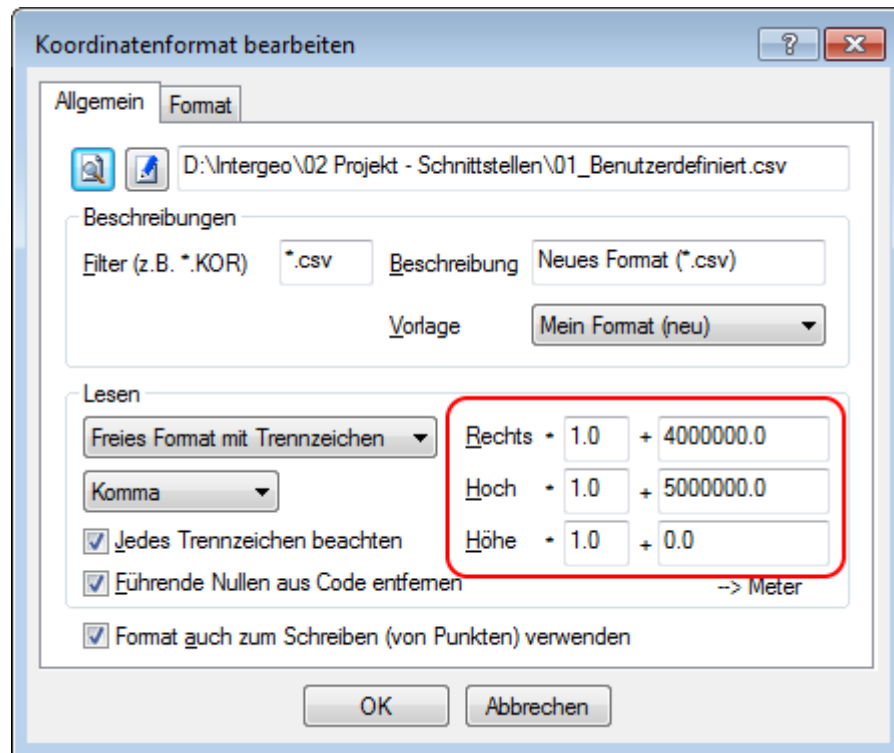 Koordinatenformat bearbeiten
Allgemein Format
D:\Intergeo\02 Projekt - Schnittstellen\01_Benutzerdefiniert.csv
Beschreibungen
Filter (z.B. *.KOR) *.csv Beschreibung Neues Format (*.csv)
Vorlage Mein Format (neu)
Lesen
Freies Format mit Trennzeichen Rechts * 1.0 + 4000000.0
Komma Hoch * 1.0 + 5000000.0
Jedes Trennzeichen beachten Höhe * 1.0 + 0.0
Führende Nullen aus Code entfernen --> Meter
Format auch zum Schreiben (von Punkten) verwenden
OK Abbrechen